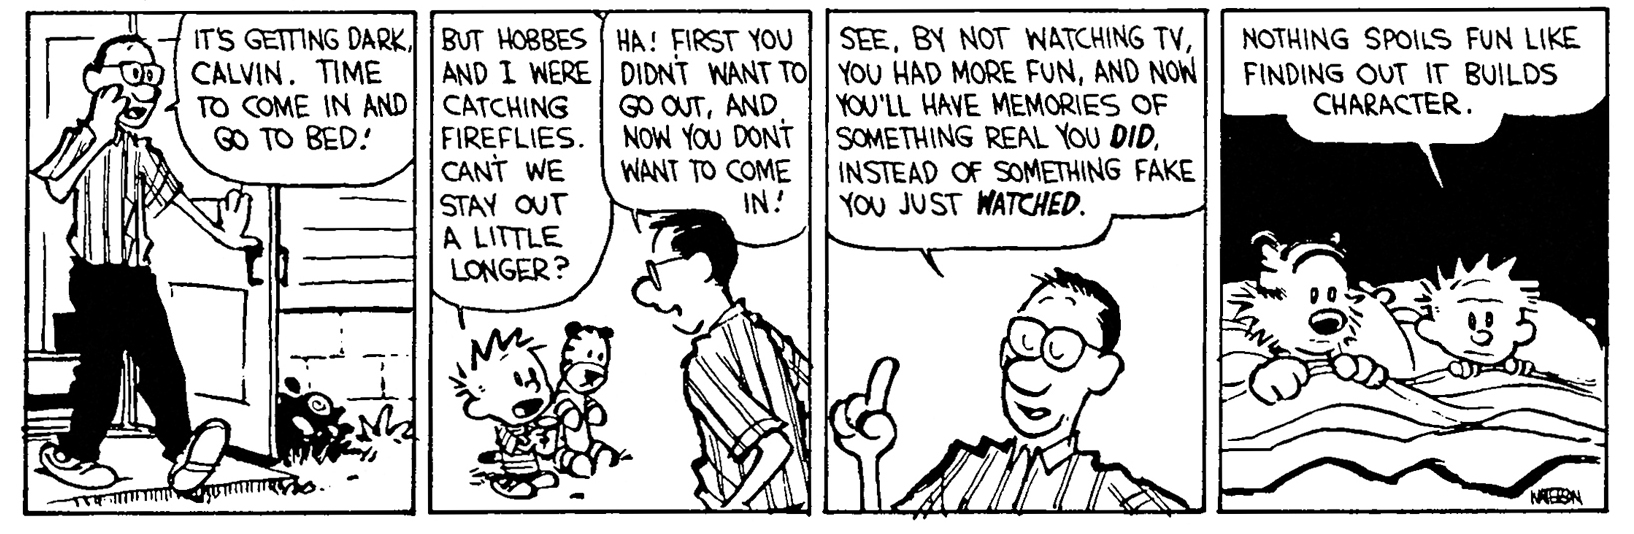 IT'S GETTING DARK,
CALVIN. TIME
TO COME IN AND
GO TO BED!
BUT HOBBES
AND I WERE
CATCHING
FIREFLIES.
CAN'T WE
STAY OUT
A LITTLE
LONGER?
HA! FIRST YOU
DIDN'T WANT TO
GO OUT, AND
NOW YOU DON'T
WANT TO COME
IN!
SEE, BY NOT WATCHING TV,
YOU HAD MORE FUN, AND NOW
YOU'LL HAVE MEMORIES OF
SOMETHING REAL YOU DID,
INSTEAD OF SOMETHING FAKE
YOU JUST WATCHED.
NOTHING SPOILS FUN LIKE
FINDING OUT IT BUILDS
CHARACTER.
WATTERSON